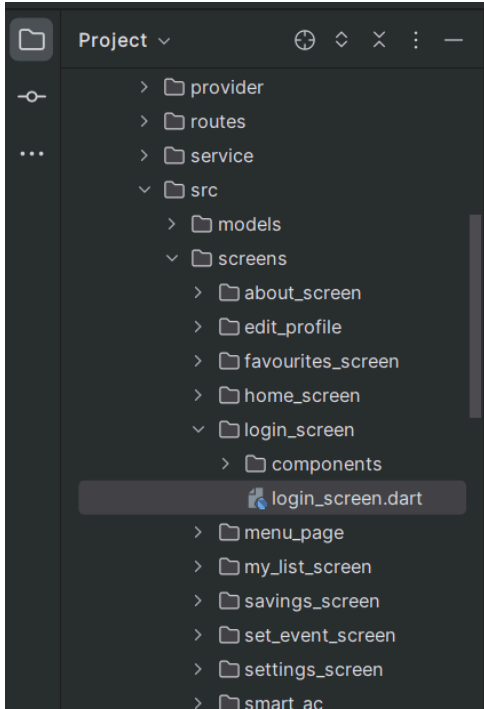 Project
provider
routes
service
src
models
screens
about_screen
edit_profile
favourites_screen
home_screen
login_screen
components
login_screen.dart
menu_page
my_list_screen
savings_screen
set_event_screen
settings_screen
smart_ac